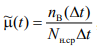 μ̃(t) = n_в(Δt) / N_н.ср Δt